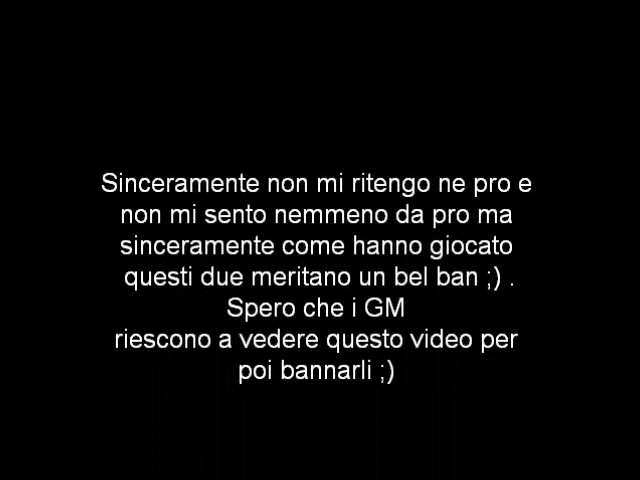 Sinceramente non mi ritengo ne pro e
non mi sento nemmeno da pro ma
sinceramente come hanno giocato
questi due meritano un bel ban ;) .
Spero che i GM
riescono a vedere questo video per
poi bannarli ;)